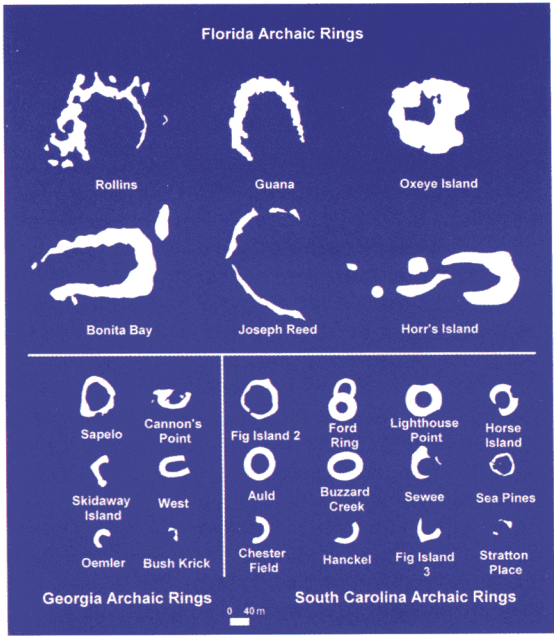 Florida Archaic Rings
Rollins
Guana
Oxeye Island
Bonita Bay
Joseph Reed
Horr's Island
Sapelo
Cannon's
Point
Fig Island 2
Ford
Ring
Lighthouse
Point
Horse
Island
Skidaway
Island
West
Auld
Buzzard
Creek
Sewee
Sea Pines
Oemler
Bush Krick
Chester
Field
Hanckel
Fig Island
3
Stratton
Place
Georgia Archaic Rings
0 40 m
South Carolina Archaic Rings